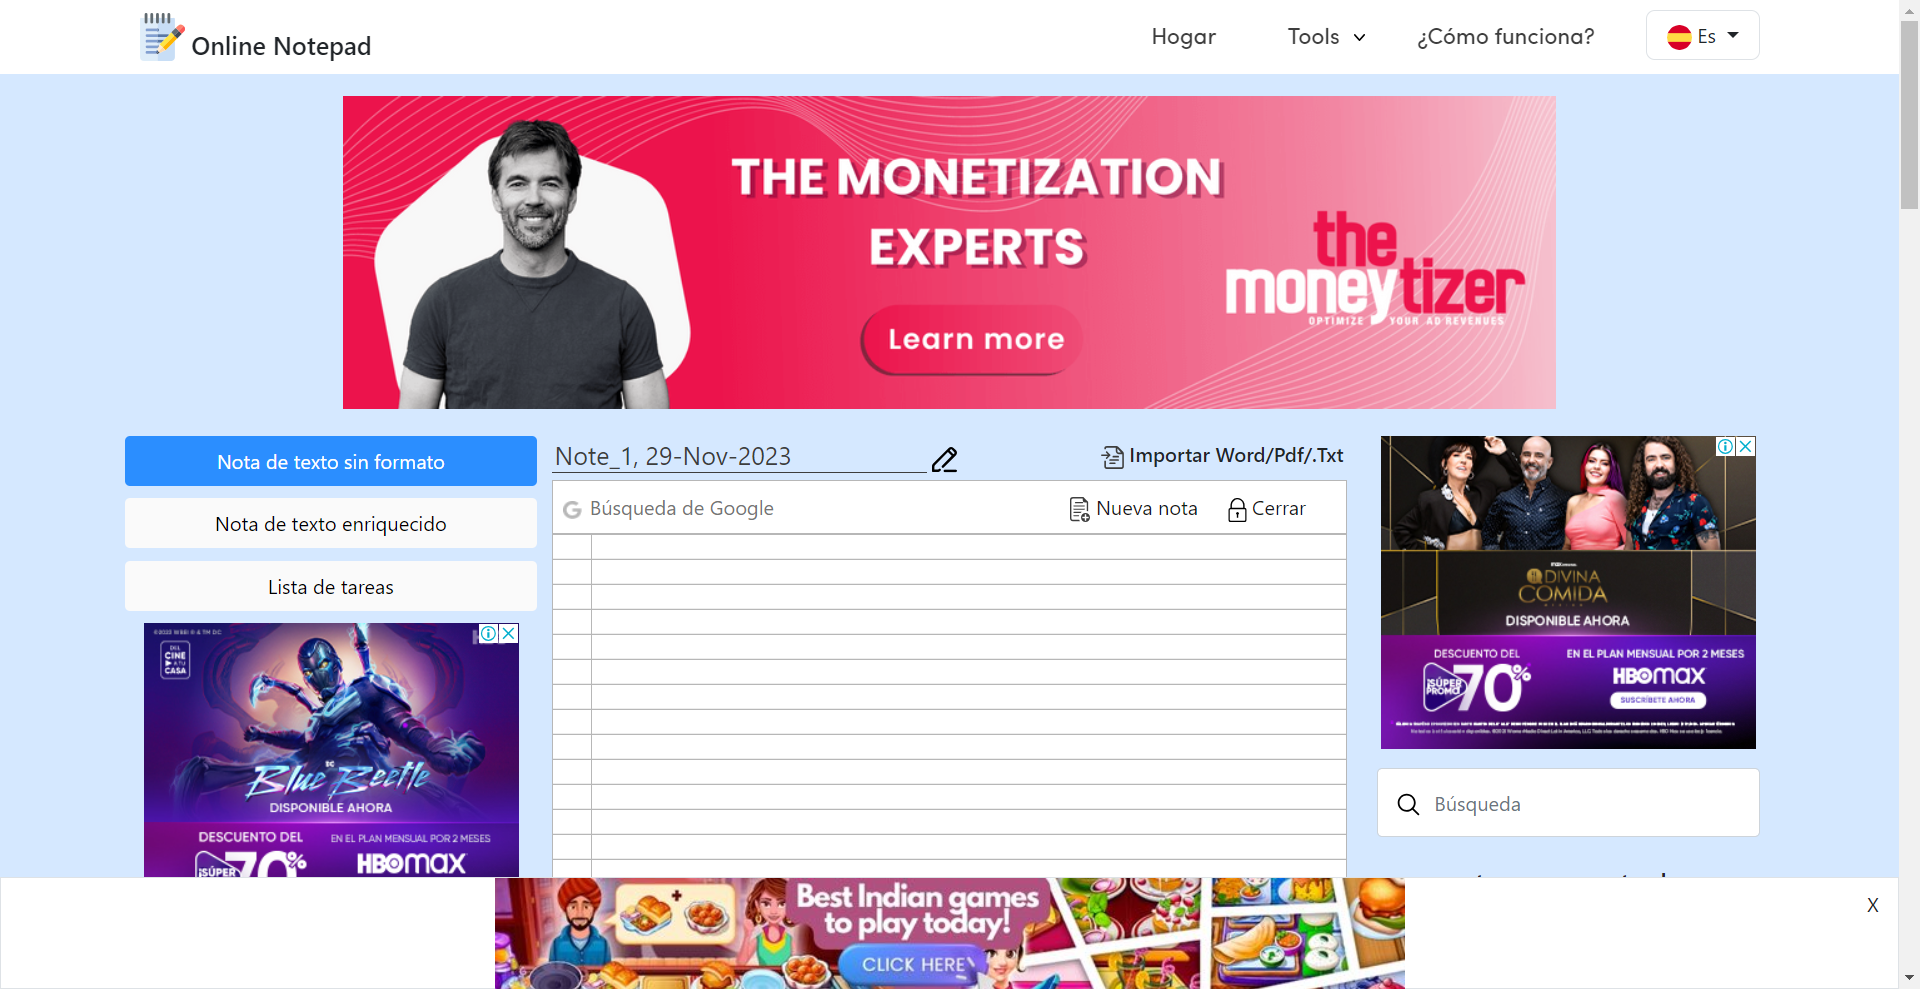 Online Notepad
Hogar
Tools
¿Cómo funciona?
Es
THE MONETIZATION
EXPERTS
Learn more
the
moneytizer
OPTIMIZE YOUR AD REVENUES
Nota de texto sin formato
Nota de texto enriquecido
Lista de tareas
Note_1, 29-Nov-2023
Importar Word/Pdf/.Txt
Búsqueda de Google
Nueva nota
Cerrar
DEL
CINE
A TU
CASA
DC
Blue Beetle
DISPONIBLE AHORA
DESCUENTO DEL
¡SÚPER
70%
EN EL PLAN MENSUAL POR 2 MESES
HBOMAX
DIVINA
COMIDA
DISPONIBLE AHORA
DESCUENTO DEL
¡SÚPER
PROMO!
70%
EN EL PLAN MENSUAL POR 2 MESES
HBOMAX
SUSCRÍBETE AHORA
Búsqueda
Best Indian games
to play today!
CLICK HERE
X